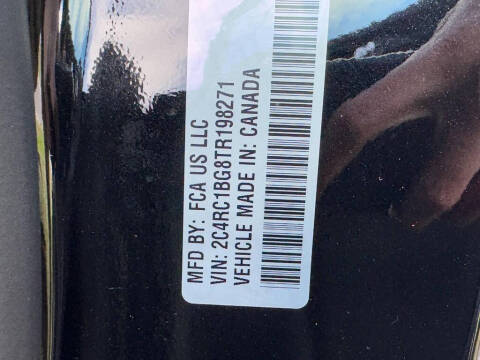 MFD BY: FCA US LLC
VIN: 2C4RC1BG8TR198271
VEHICLE MADE IN: CANADA